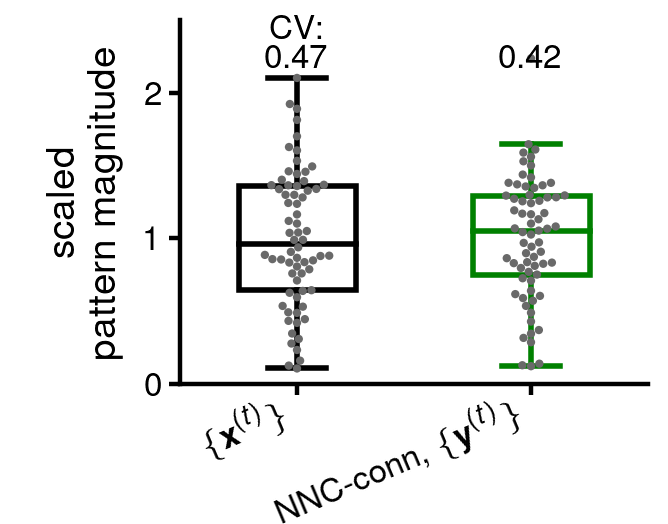 CV:
0.47 0.42
scaled
pattern magnitude
2
1
0
{x^(t)}
NNC-conn, {y^(t)}